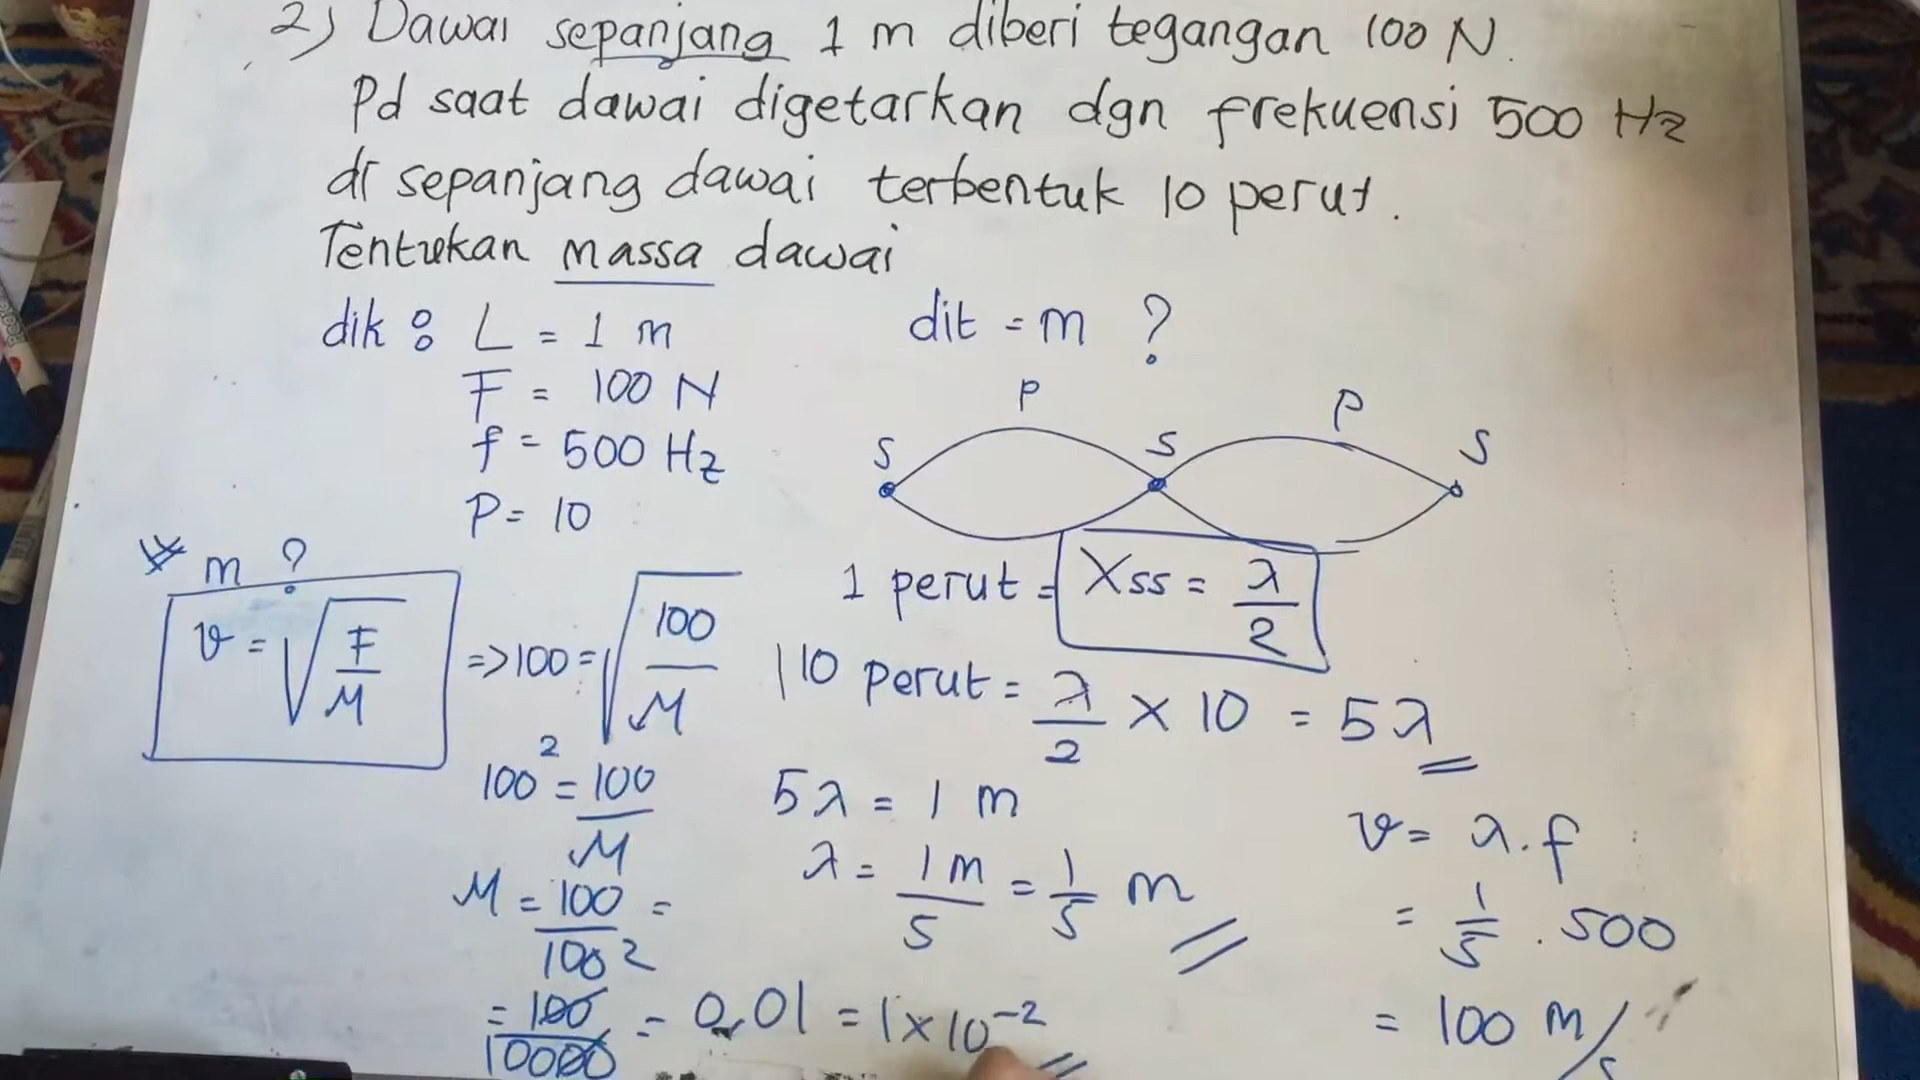 2) Dawai sepanjang 1 m diberi tegangan 100 N.
Pd saat dawai digetarkan dgn frekuensi 500 Hz
di sepanjang dawai terbentuk 10 perut.
Tentukan massa dawai
dik : L = 1 m
F = 100 N
f = 500 Hz
P = 10
dit = m ?
P P
S S S
1 perut = Xss = λ/2
10 perut = λ/2 × 10 = 5λ
5λ = 1 m
λ = 1 m/5 = 1/5 m
v = λ.f
= 1/5 . 500
= 100 m/s
m ?
v = √(F/M) => 100 = √(100/M)
100² = 100/M
M = 100/100² =
= 100/10000 = 0,01 = 1 × 10⁻²